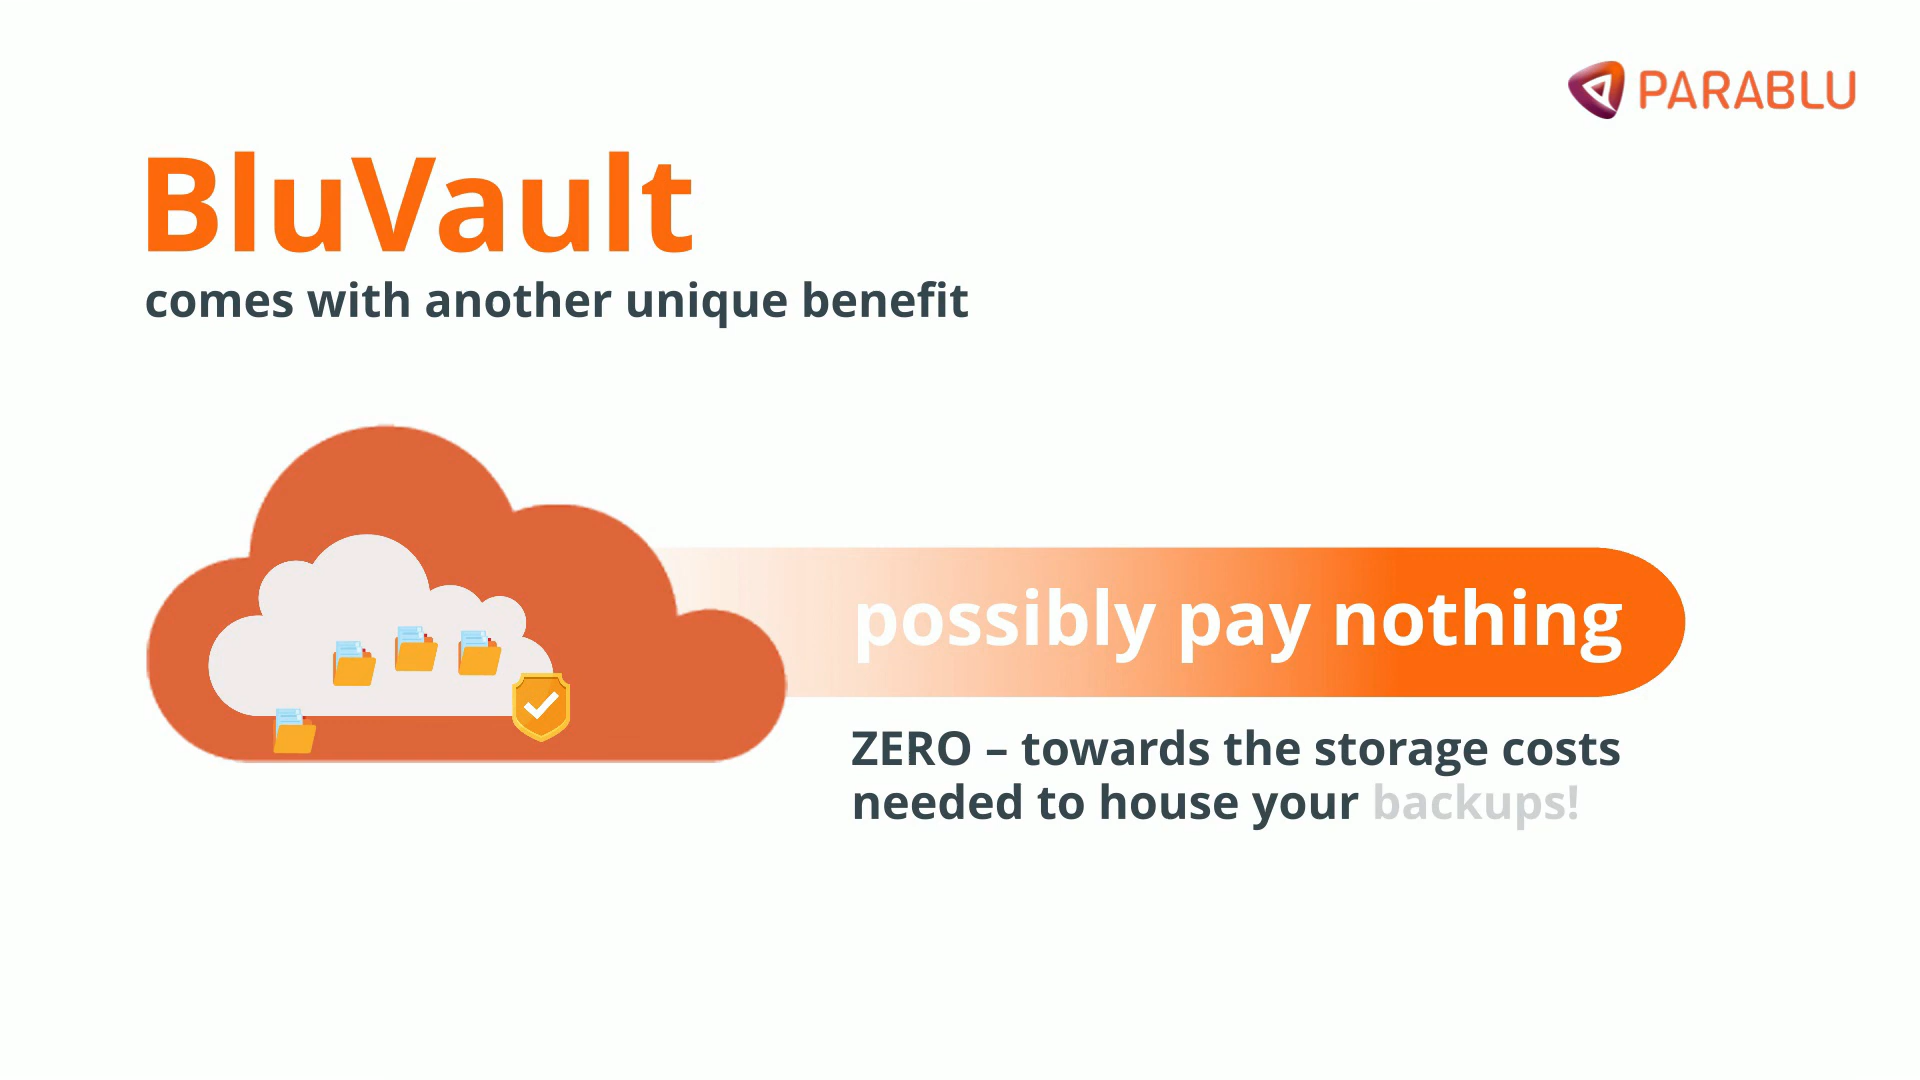 PARABLU
BluVault
comes with another unique benefit
possibly pay nothing
ZERO – towards the storage costs
needed to house your backups!